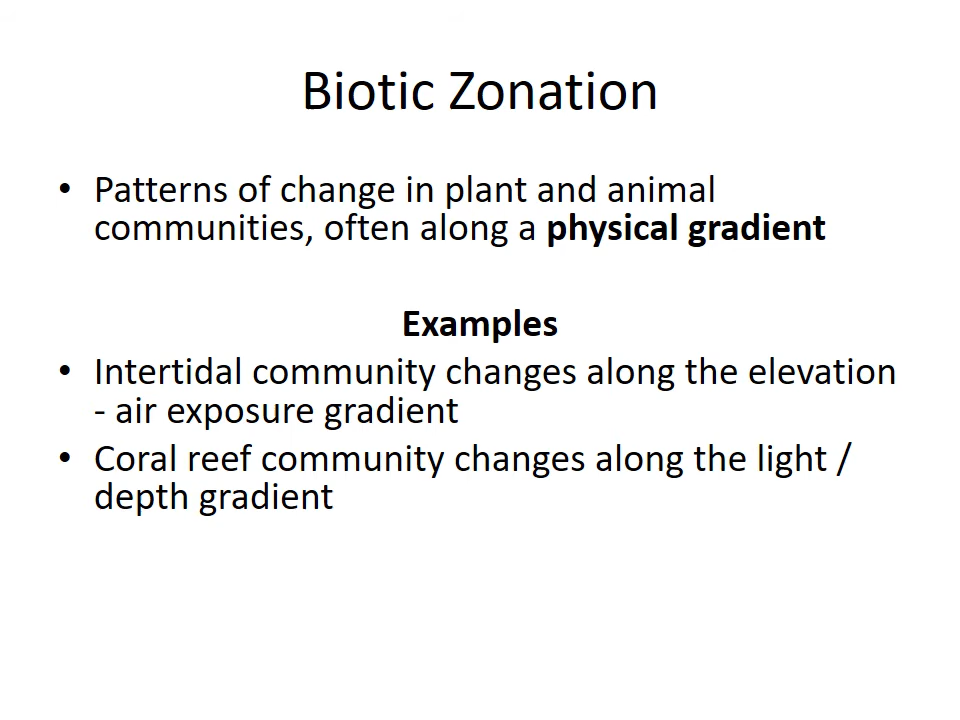 Biotic Zonation
• Patterns of change in plant and animal
communities, often along a physical gradient
Examples
• Intertidal community changes along the elevation
- air exposure gradient
• Coral reef community changes along the light /
depth gradient